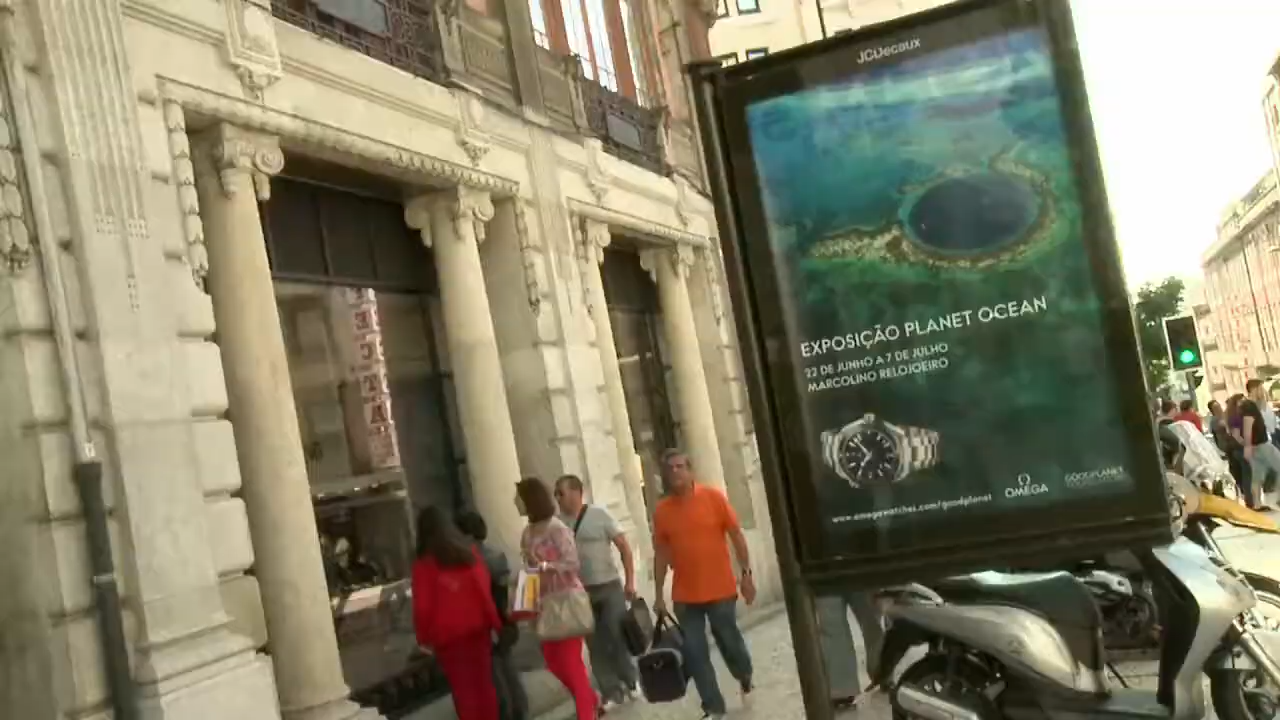 JCDecaux
EXPOSIÇÃO PLANET OCEAN
22 DE JUNHO A 7 DE JULHO
MARCOLINO RELOJOEIRO
www.omegawatches.com/goodplanet
OMEGA
GOODPLANET